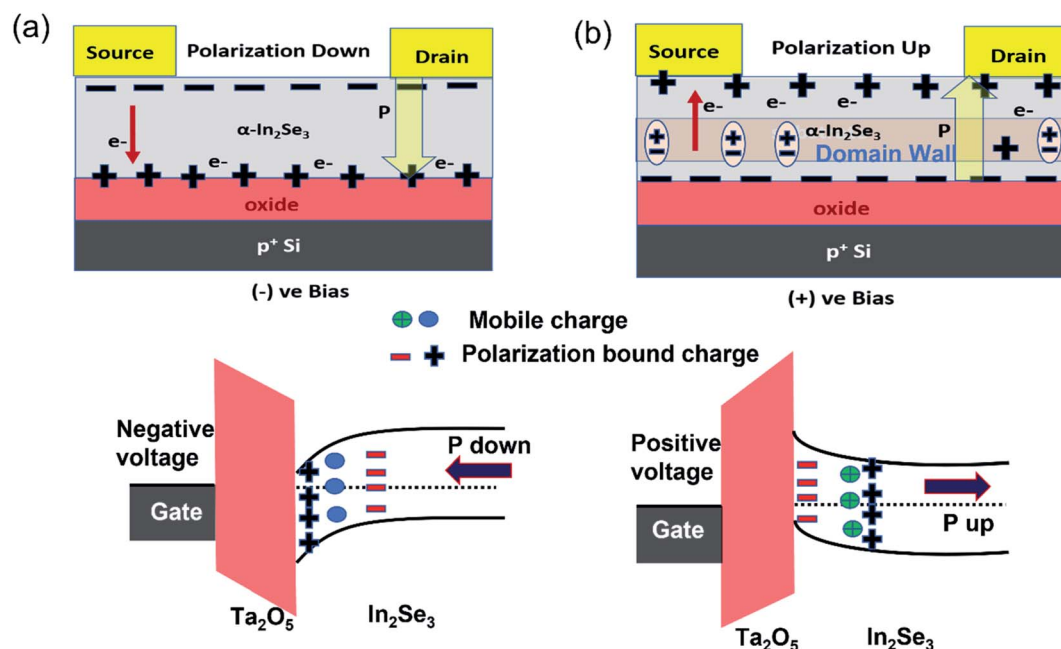 (a)
Source
Polarization Down
Drain
P
α-In₂Se₃
e-
e-
e-
e-
oxide
p⁺ Si
(-) ve Bias
(b)
Source
Polarization Up
Drain
e-
e-
e-
e-
α-In₂Se₃
P
Domain Wall
oxide
p⁺ Si
(+) ve Bias
Mobile charge
Polarization bound charge
Negative
voltage
P down
Gate
Ta₂O₅
In₂Se₃
Positive
voltage
P up
Gate
Ta₂O₅
In₂Se₃